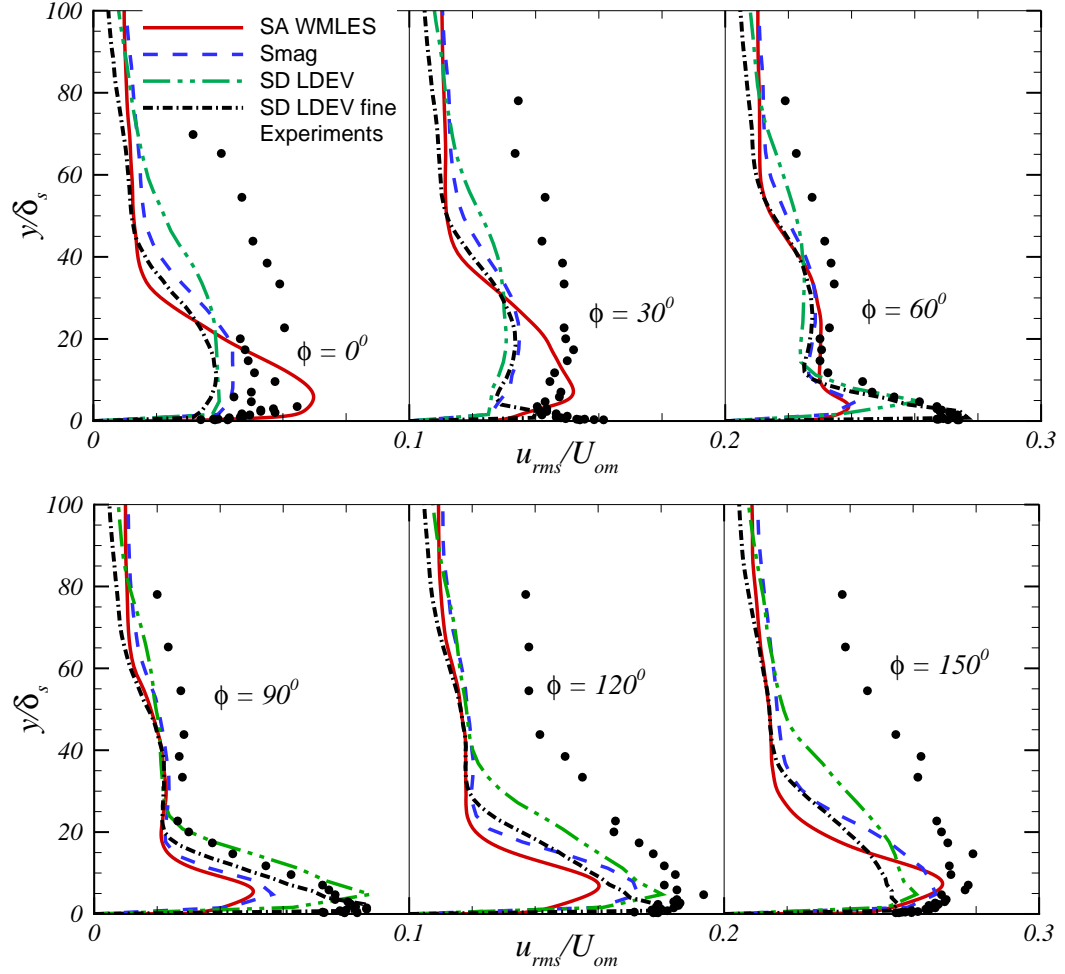 100
80
60
40
20
0
y/δs
SA WMLES
Smag
SD LDEV
SD LDEV fine
Experiments
ϕ = 0⁰
ϕ = 30⁰
ϕ = 60⁰
0 0.1 0.2 0.3
urms/Uom
100
80
60
40
20
0
y/δs
ϕ = 90⁰
ϕ = 120⁰
ϕ = 150⁰
0 0.1 0.2 0.3
urms/Uom